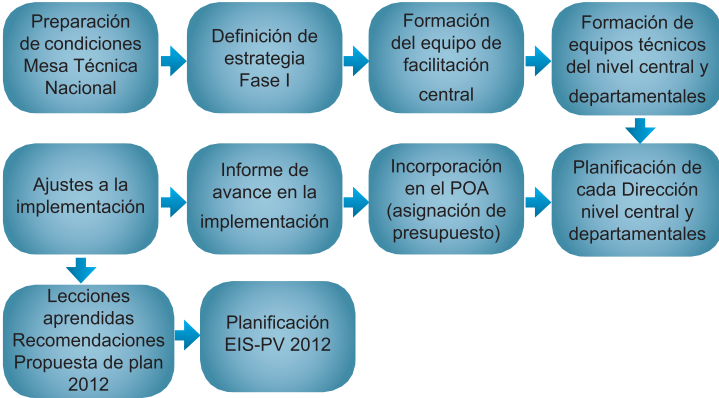 Preparación
de condiciones
Mesa Técnica
Nacional
Definición de
estrategia
Fase I
Formación
del equipo de
facilitación
central
Formación de
equipos técnicos
del nivel central y
departamentales
Ajustes a la
implementación
Informe de
avance en la
implementación
Incorporación
en el POA
(asignación de
presupuesto)
Planificación de
cada Dirección
nivel central y
departamentales
Lecciones
aprendidas
Recomendaciones
Propuesta de plan
2012
Planificación
EIS-PV 2012